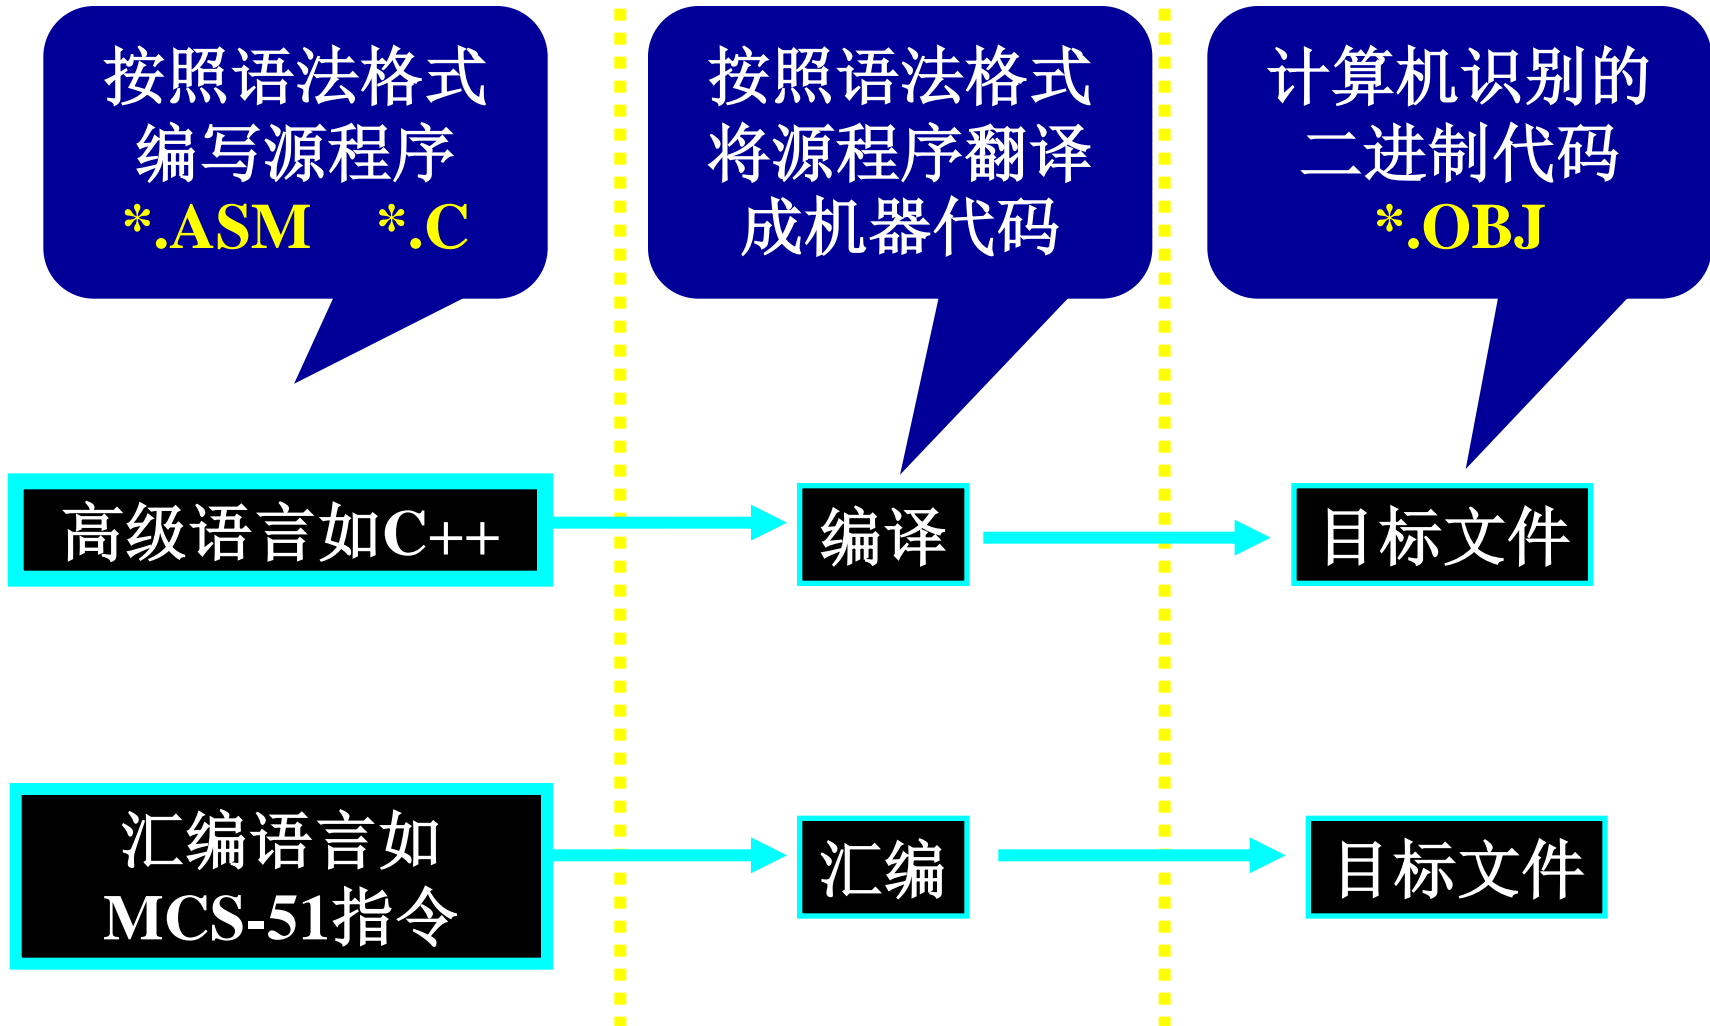 按照语法格式
编写源程序
*.ASM *.C
按照语法格式
将源程序翻译
成机器代码
计算机识别的
二进制代码
*.OBJ
高级语言如C++
编译
目标文件
汇编语言如
MCS-51指令
汇编
目标文件